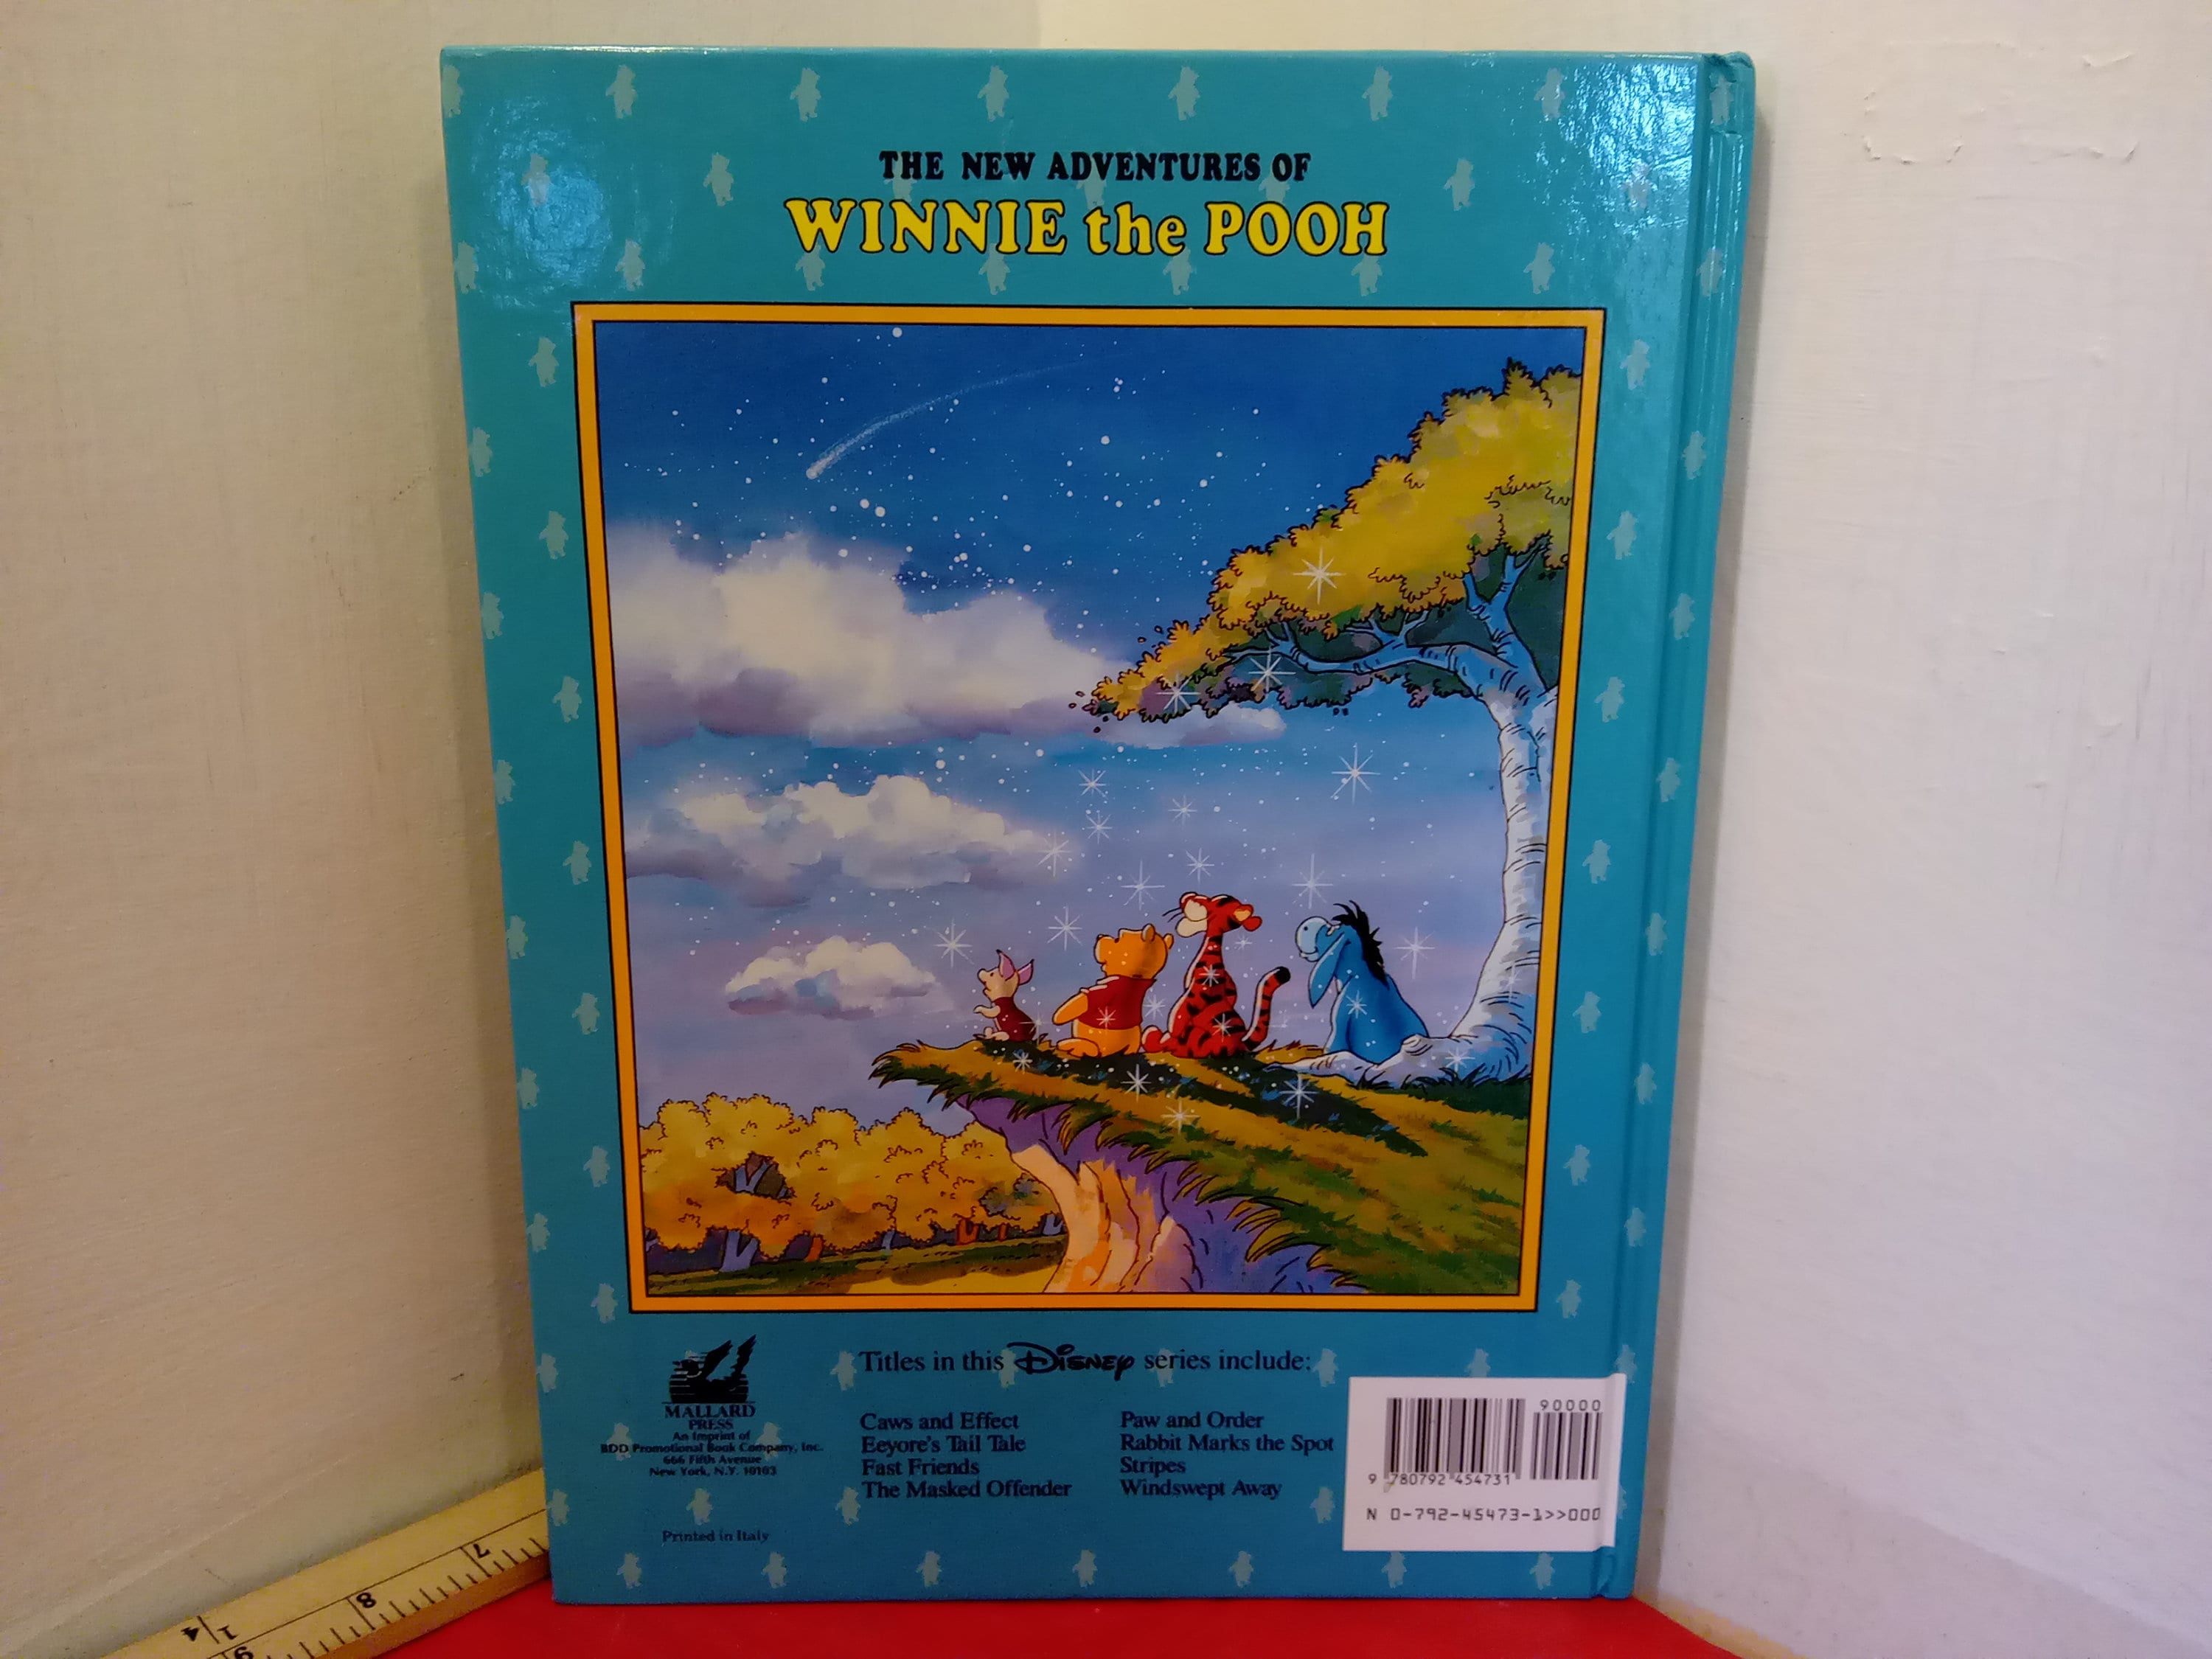 THE NEW ADVENTURES OF
WINNIE the POOH
MALLARD
PRESS
An Imprint of
BDD Promotional Book Company, Inc.
666 Fifth Avenue
New York, N.Y. 10103
Printed in Italy
Titles in this Disney series include:
Caws and Effect
Eeyore's Tail Tale
Fast Friends
The Masked Offender
Paw and Order
Rabbit Marks the Spot
Stripes
Windswept Away
90000
9 780792 454731
N 0-792-45473-1>>000
7
8
9
1/4